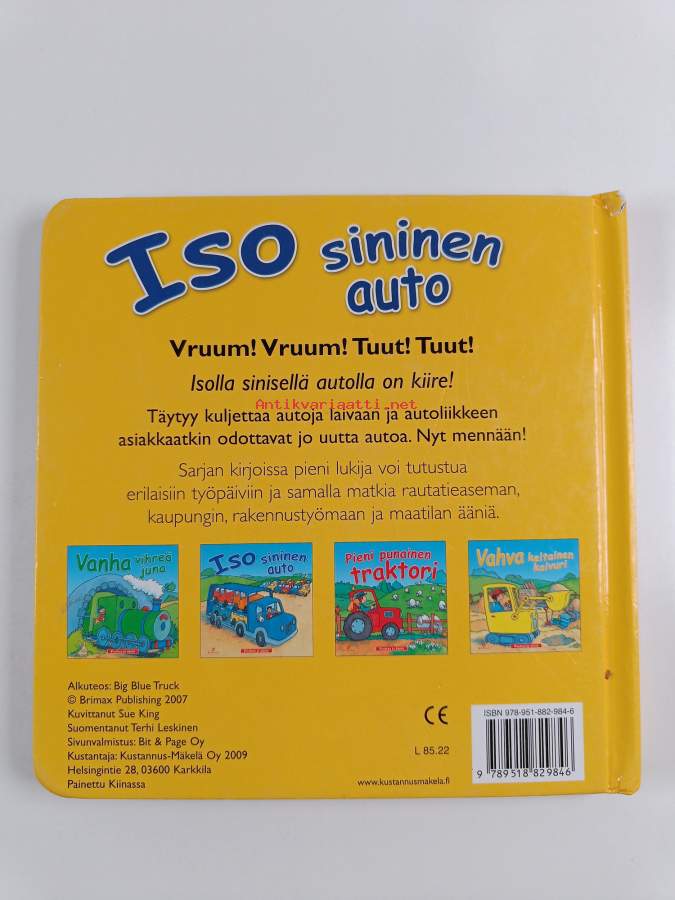 Iso sininen
auto
Vruum! Vruum! Tuut! Tuut!
Isolla sinisellä autolla on kiire!
Antikvariaatti.net
Täytyy kuljettaa autoja laivaan ja autoliikkeen
asiakkaatkin odottavat jo uutta autoa. Nyt mennään!
Sarjan kirjoissa pieni lukija voi tutustua
erilaisiin työpäiviin ja samalla matkia rautatieaseman,
kaupungin, rakennustyömaan ja maatilan ääniä.
Vanha vihreä
juna
Iso sininen
auto
Pieni punainen
traktori
Vahva keltainen
kaivuri
Alkuteos: Big Blue Truck
© Brimax Publishing 2007
Kuvittanut Sue King
Suomentanut Terhi Leskinen
Sivunvalmistus: Bit & Page Oy
Kustantaja: Kustannus-Mäkelä Oy 2009
Helsingintie 28, 03600 Karkkila
Painettu Kiinassa
CE
L 85.22
www.kustannusmakela.fi
ISBN 978-951-882-984-6
9 789518 829846